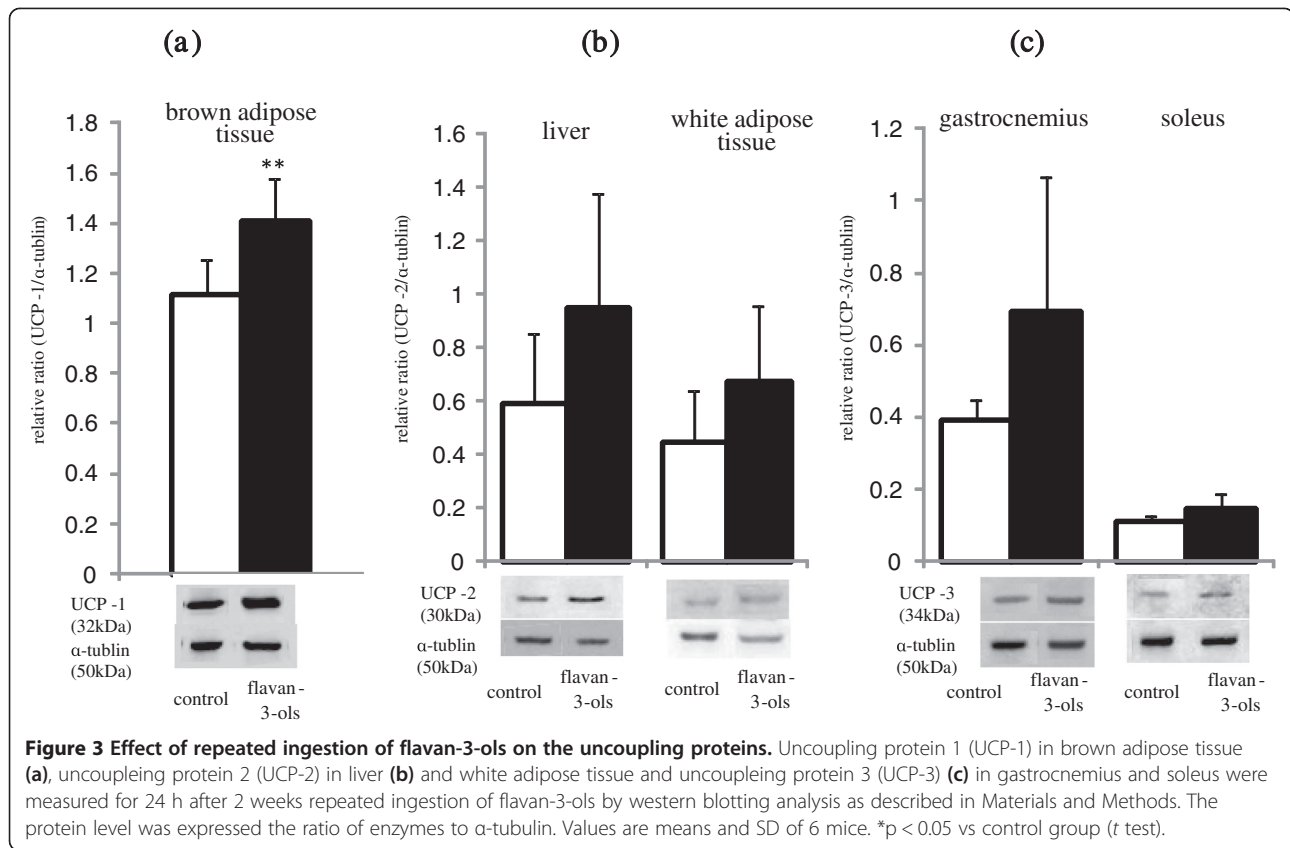 (a)
(b)
(c)
brown adipose
tissue
**
relative ratio (UCP -1/α-tublin)
1.8
1.6
1.4
1.2
1
0.8
0.6
0.4
0.2
0
UCP -1
(32kDa)
α-tublin
(50kDa)
control
flavan-
3-ols
liver
white adipose
tissue
relative ratio (UCP -2/α-tublin)
1.6
1.4
1.2
1
0.8
0.6
0.4
0.2
0
UCP -2
(30kDa)
α-tublin
(50kDa)
control
flavan-
3-ols
control
flavan-
3-ols
gastrocnemius
soleus
relative ratio (UCP-3/α-tublin)
1.2
1
0.8
0.6
0.4
0.2
0
UCP -3
(34kDa)
α-tublin
(50kDa)
control
flavan-
3-ols
control
flavan-
3-ols
Figure 3 Effect of repeated ingestion of flavan-3-ols on the uncoupling proteins. Uncoupling protein 1 (UCP-1) in brown adipose tissue
(a), uncoupleing protein 2 (UCP-2) in liver (b) and white adipose tissue and uncoupleing protein 3 (UCP-3) (c) in gastrocnemius and soleus were
measured for 24 h after 2 weeks repeated ingestion of flavan-3-ols by western blotting analysis as described in Materials and Methods. The
protein level was expressed the ratio of enzymes to α-tubulin. Values are means and SD of 6 mice. *p < 0.05 vs control group (t test).